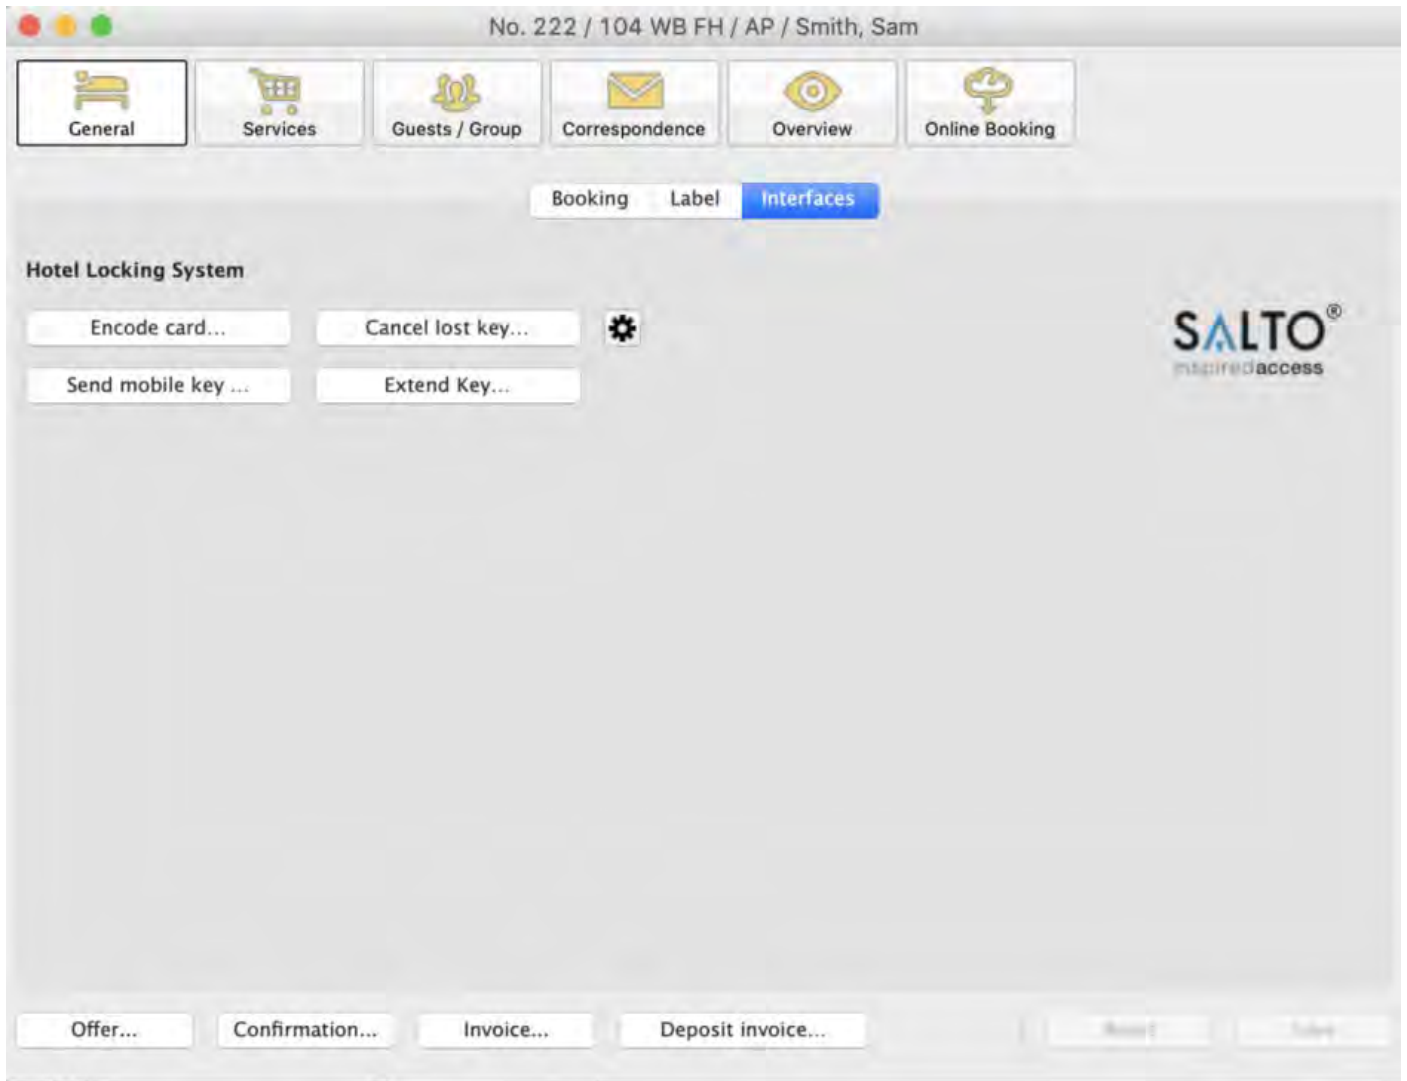 No. 222 / 104 WB FH / AP / Smith, Sam
General Services Guests / Group Correspondence Overview Online Booking
Booking Label Interfaces
Hotel Locking System
Encode card... Cancel lost key...
Send mobile key ... Extend Key...
SALTO®
inspiredaccess
Offer... Confirmation... Invoice... Deposit invoice...